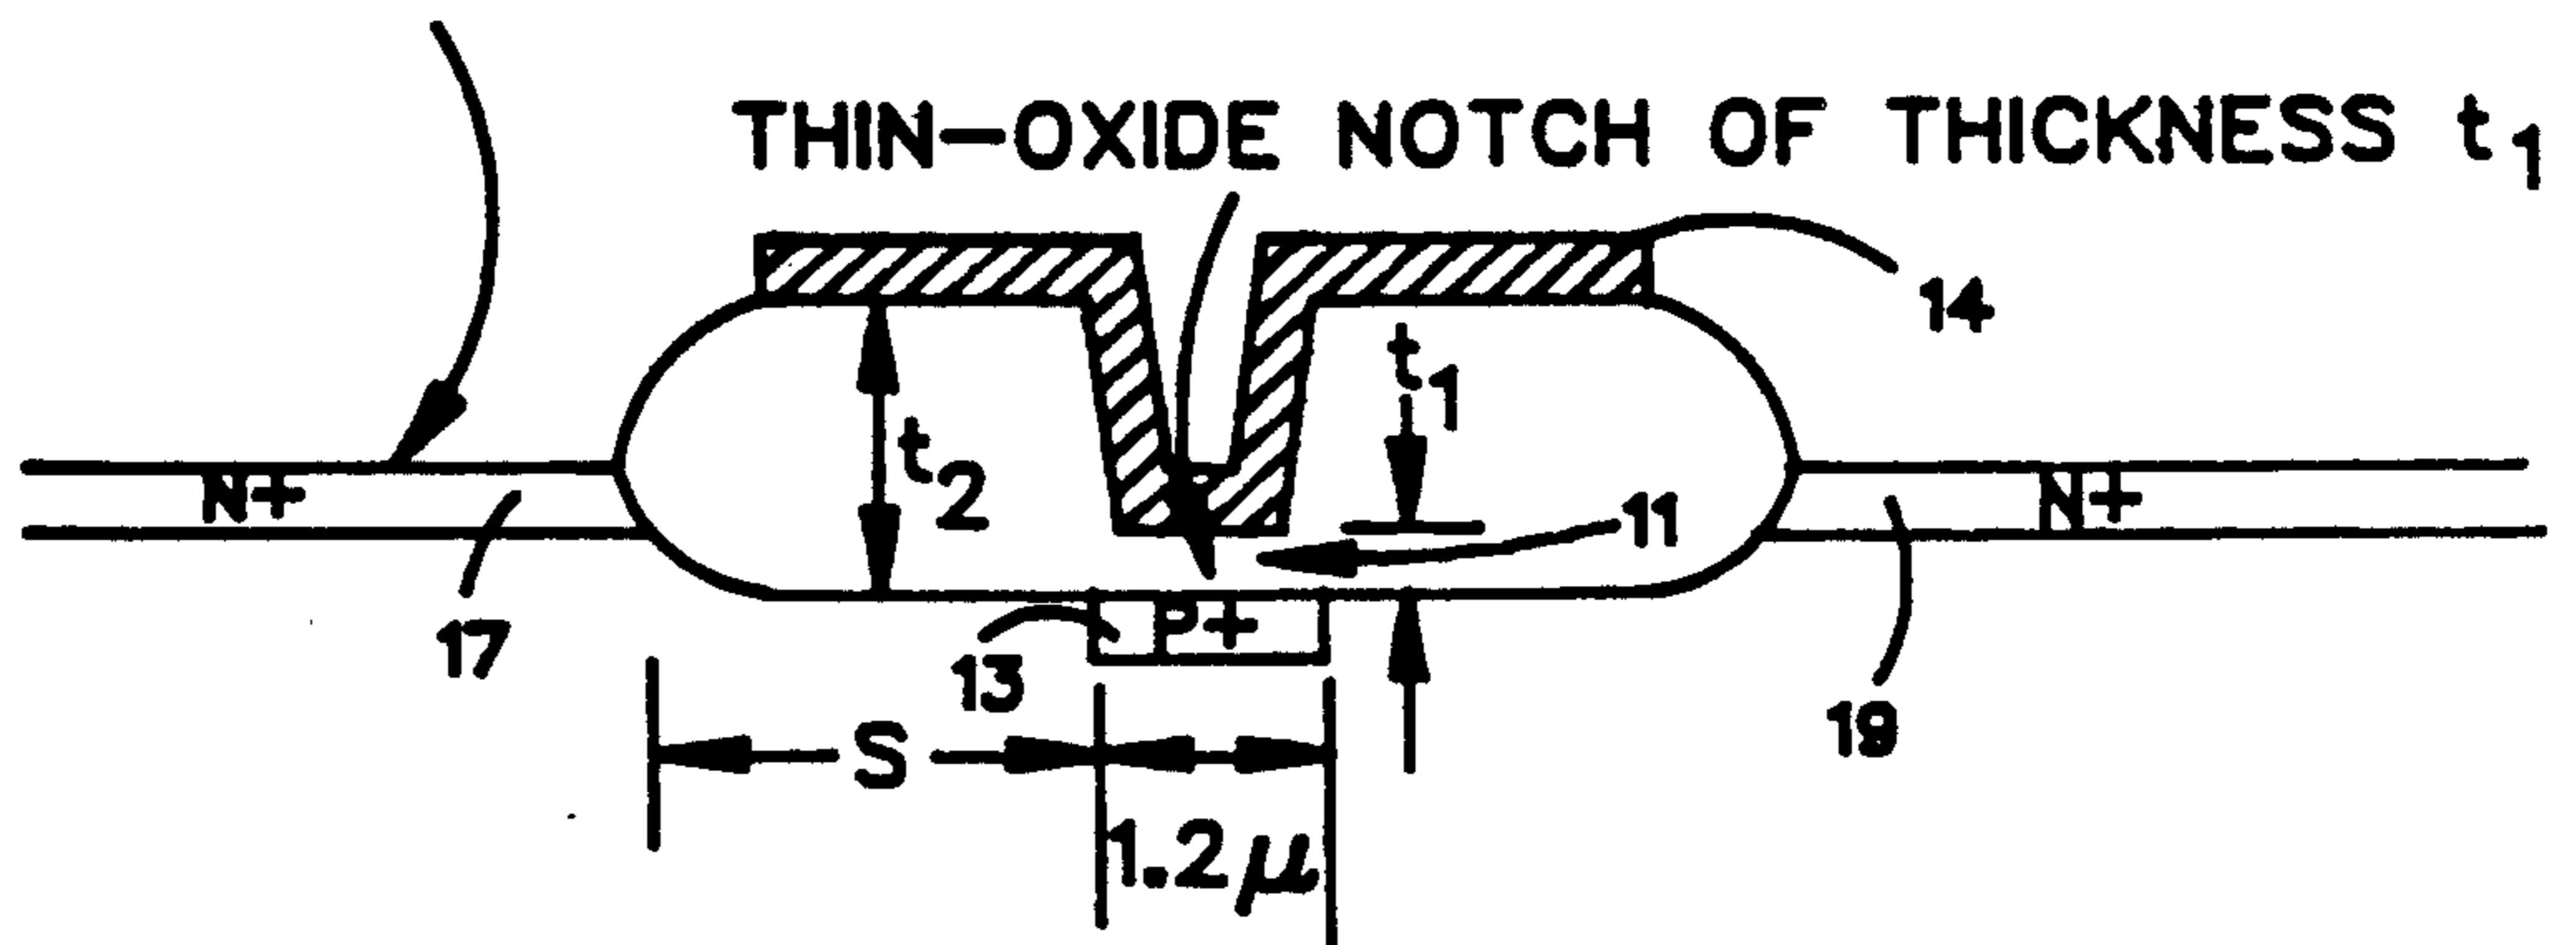 THIN-OXIDE NOTCH OF THICKNESS t1
14
t1
t2
N+
11
N+
P+
17
13
19
S
1.2μ